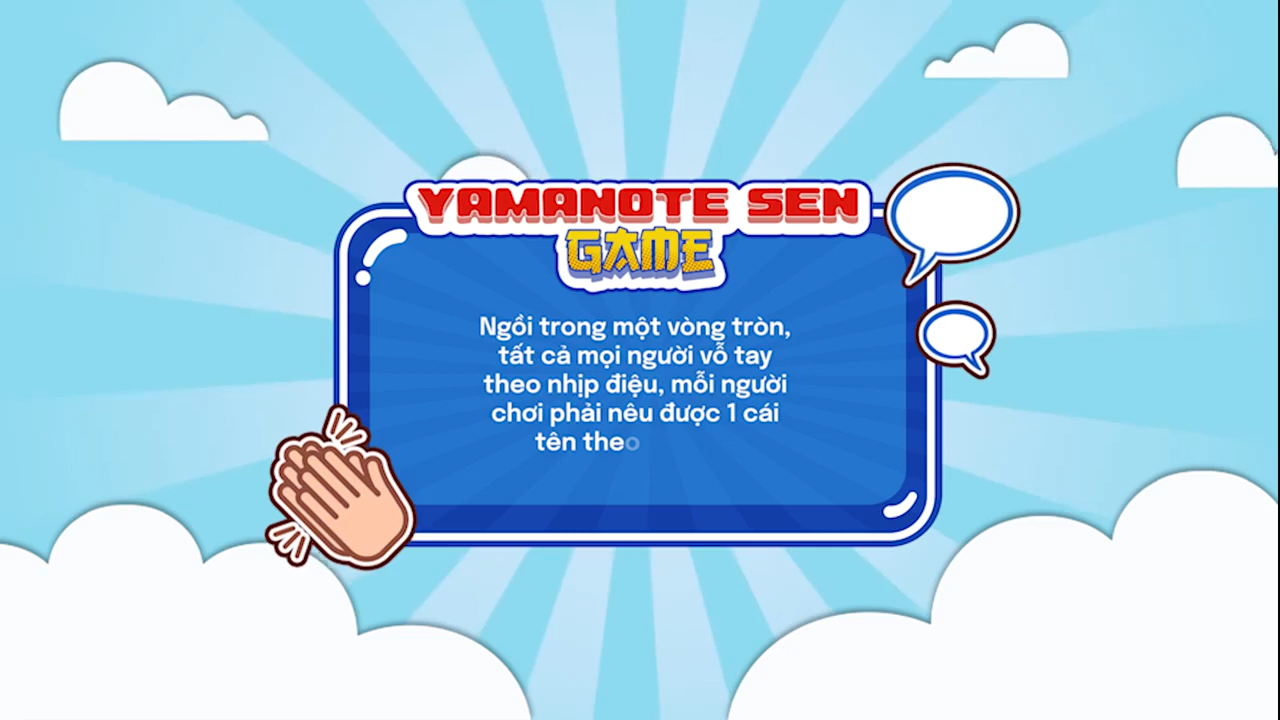 YAMANOTE SEN
GAME
Ngồi trong một vòng tròn,
tất cả mọi người vỗ tay
theo nhịp điệu, mỗi người
chơi phải nêu được 1 cái
tên theo